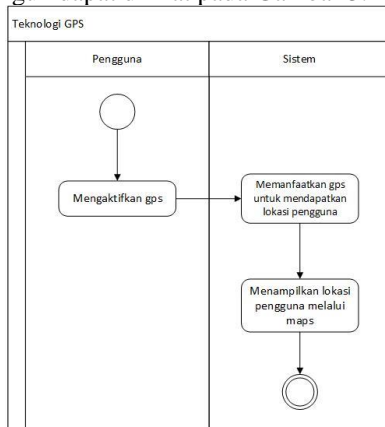 Teknologi GPS
Pengguna
Sistem
Mengaktifkan gps
Memanfaatkan gps
untuk mendapatkan
lokasi pengguna
Menampilkan lokasi
pengguna melalui
maps